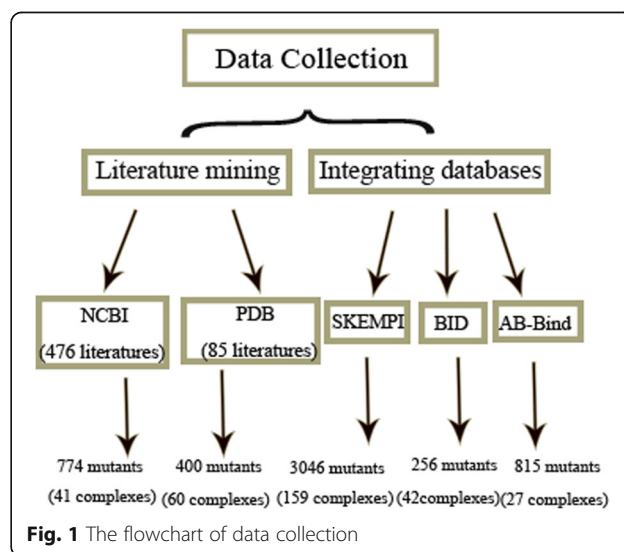 Data Collection
Literature mining
Integrating databases
NCBI
(476 literatures)
PDB
(85 literatures)
SKEMPI
BID
AB-Bind
774 mutants
(41 complexes)
400 mutants
(60 complexes)
3046 mutants
(159 complexes)
256 mutants
(42complexes)
815 mutants
(27 complexes)
Fig. 1 The flowchart of data collection